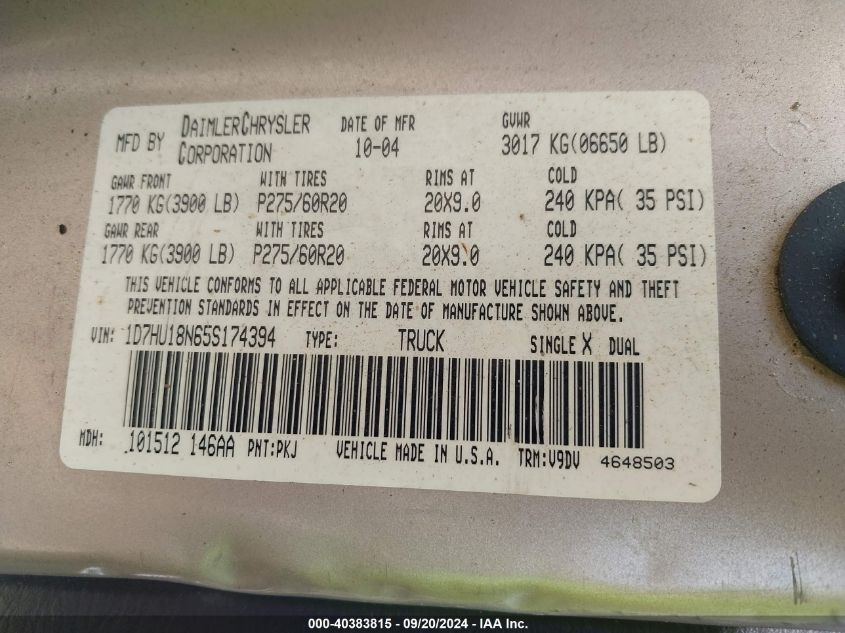 MFD BY DAIMLERCHRYSLER CORPORATION DATE OF MFR 10-04 GVWR 3017 KG(06650 LB)
GAWR FRONT WITH TIRES RIMS AT COLD
1770 KG(3900 LB) P275/60R20 20X9.0 240 KPA( 35 PSI)
GAWR REAR WITH TIRES RIMS AT COLD
1770 KG(3900 LB) P275/60R20 20X9.0 240 KPA( 35 PSI)
THIS VEHICLE CONFORMS TO ALL APPLICABLE FEDERAL MOTOR VEHICLE SAFETY AND THEFT
PREVENTION STANDARDS IN EFFECT ON THE DATE OF MANUFACTURE SHOWN ABOVE.
VIN: 1D7HU18N65S174394 TYPE: TRUCK SINGLE X DUAL
MDH: 101512 146AA PNT:PKJ VEHICLE MADE IN U.S.A. TRM:V9DV 4648503
000-40383815 - 09/20/2024 - IAA Inc.